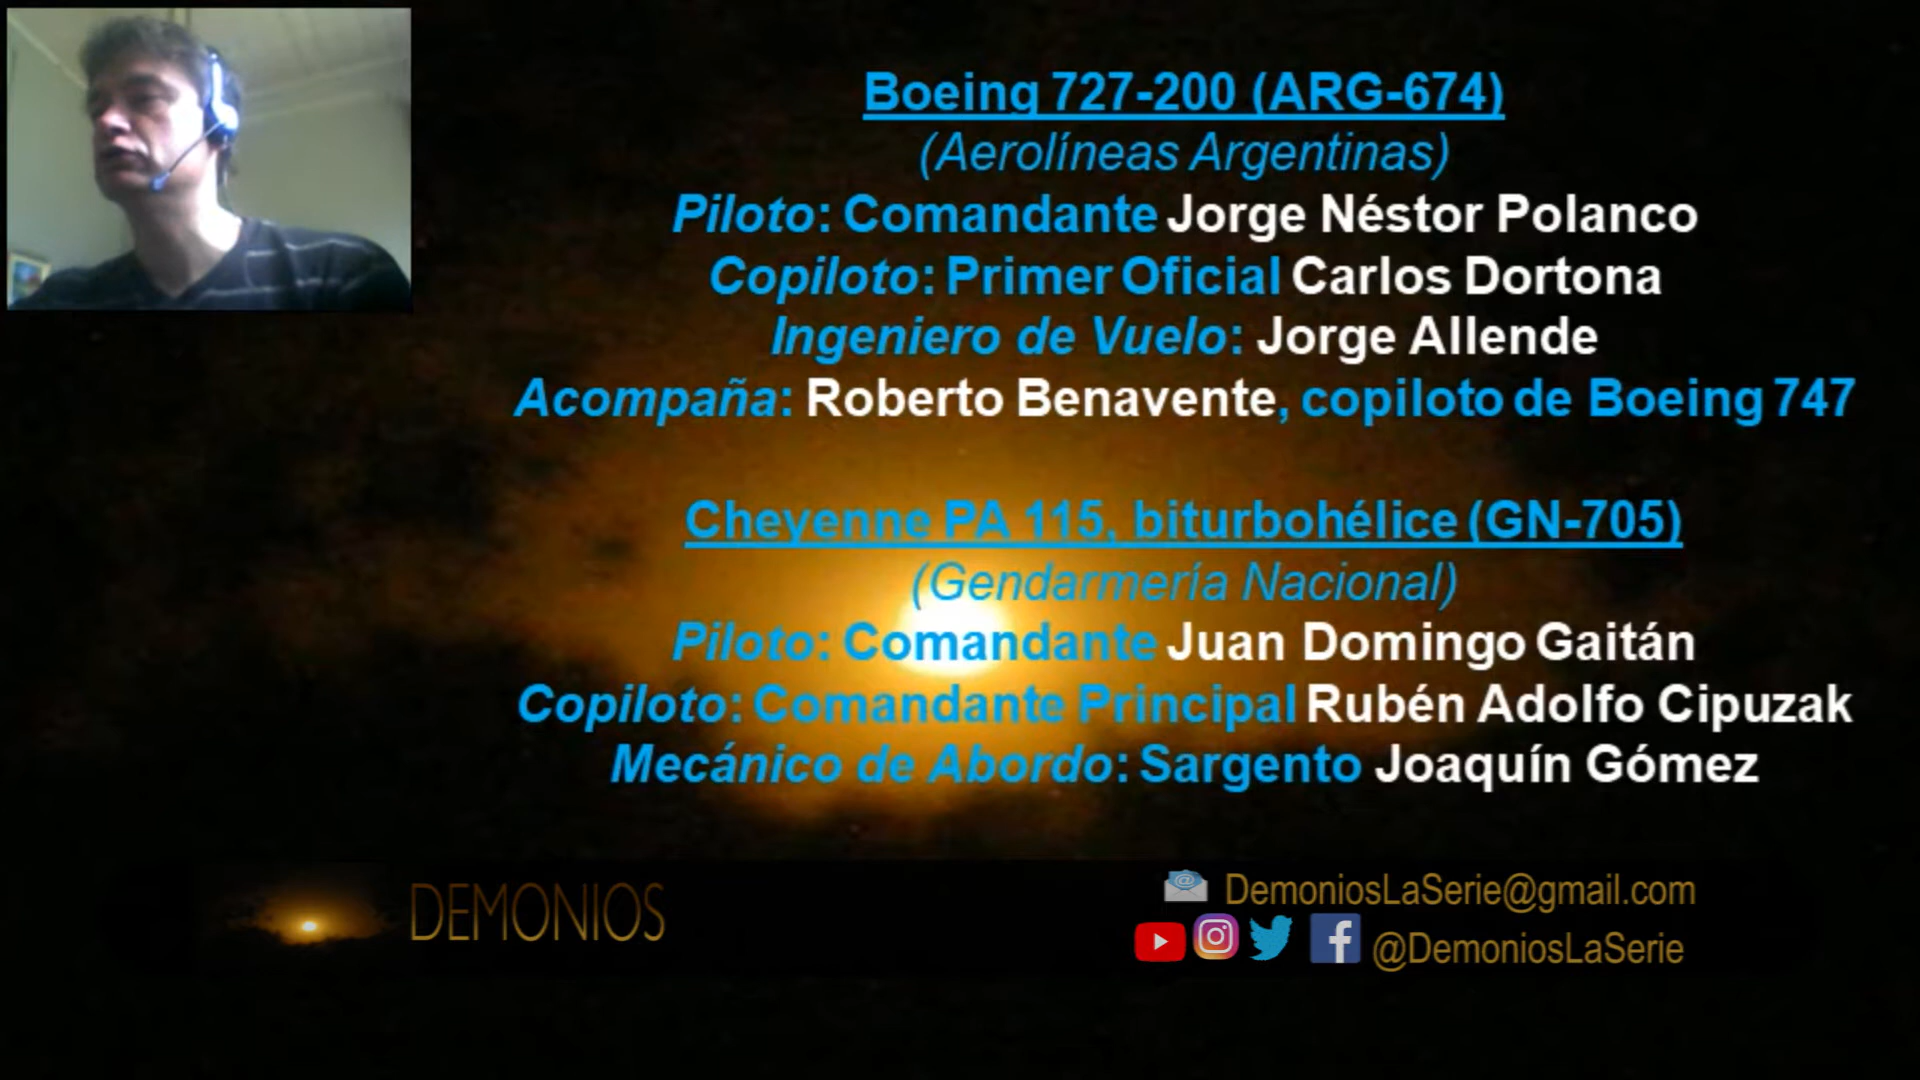 Boeing 727-200 (ARG-674)
(Aerolíneas Argentinas)
Piloto: Comandante Jorge Néstor Polanco
Copiloto: Primer Oficial Carlos Dortona
Ingeniero de Vuelo: Jorge Allende
Acompaña: Roberto Benavente, copiloto de Boeing 747
Cheyenne PA 115, biturbohélice (GN-705)
(Gendarmería Nacional)
Piloto: Comandante Juan Domingo Gaitán
Copiloto: Comandante Principal Rubén Adolfo Cipuzak
Mecánico de Abordo: Sargento Joaquín Gómez
DEMONIOS
DemoniosLaSerie@gmail.com
@DemoniosLaSerie